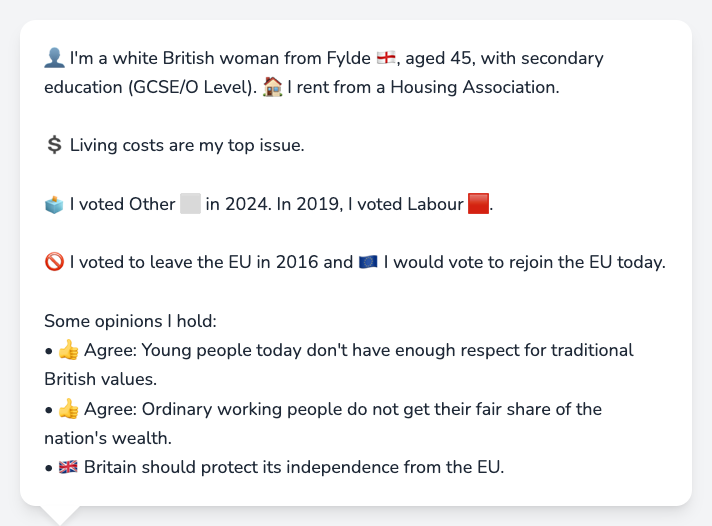 👤 I'm a white British woman from Fylde 🏴󠁧󠁢󠁥󠁮󠁧󠁿, aged 45, with secondary
education (GCSE/O Level). 🏠 I rent from a Housing Association.
💲 Living costs are my top issue.
🗳️ I voted Other ⬜ in 2024. In 2019, I voted Labour 🟥.
🚫 I voted to leave the EU in 2016 and 🇪🇺 I would vote to rejoin the EU today.
Some opinions I hold:
• 👍 Agree: Young people today don't have enough respect for traditional
British values.
• 👍 Agree: Ordinary working people do not get their fair share of the
nation's wealth.
• 🇬🇧 Britain should protect its independence from the EU.